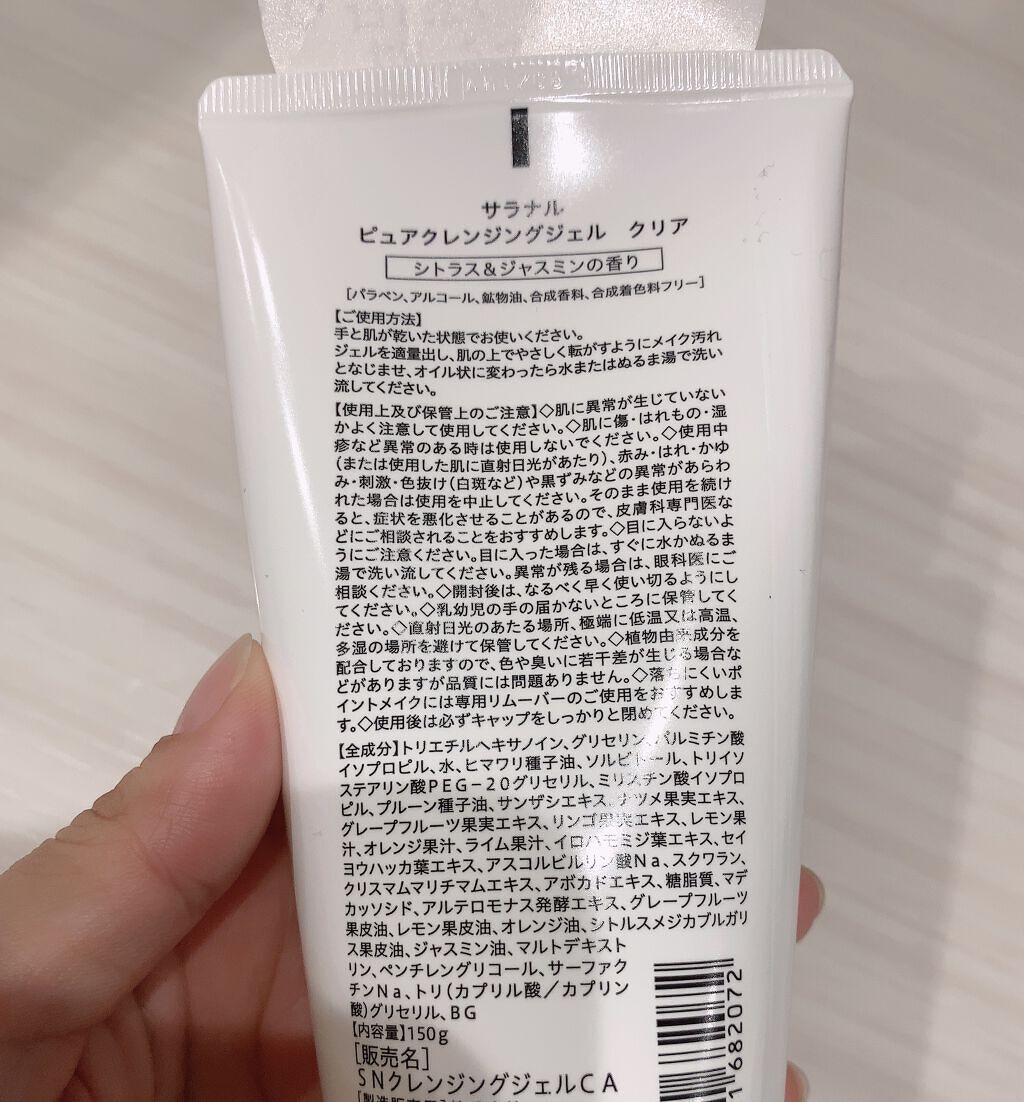 サラナル
ピュアクレンジングジェル クリア
シトラス&ジャスミンの香り
[パラベン、アルコール、鉱物油、合成香料、合成着色料フリー]
【ご使用方法】
手と肌が乾いた状態でお使いください。
ジェルを適量出し、肌の上でやさしく転がすようにメイク汚れ
となじませ、オイル状に変わったら水またはぬるま湯で洗い
流してください。
【使用上及び保管上のご注意】◇肌に異常が生じていない
かよく注意して使用してください。◇肌に傷・はれもの・湿
疹など異常のある時は使用しないでください。◇使用中
(または使用した肌に直射日光があたり)、赤み・はれ・かゆ
み・刺激・色抜け(白斑など)や黒ずみなどの異常があらわ
れた場合は使用を中止してください。そのまま使用を続け
ると、症状を悪化させることがあるので、皮膚科専門医な
どにご相談されることをおすすめします。◇目に入らないよ
うにご注意ください。目に入った場合は、すぐに水かぬるま
湯で洗い流してください。異常が残る場合は、眼科医にご
相談ください。◇開封後は、なるべく早く使い切るようにし
てください。◇乳幼児の手の届かないところに保管してく
ださい。◇直射日光のあたる場所、極端に低温又は高温、
多湿の場所を避けて保管してください。◇植物由来成分を
配合しておりますので、色や臭いに若干差が生じる場合な
どがありますが品質には問題ありません。◇落ちにくいポ
イントメイクには専用リムーバーのご使用をおすすめしま
す。◇使用後は必ずキャップをしっかりと閉めてください。
【全成分】トリエチルヘキサノイン、グリセリン、パルミチン酸
イソプロピル、水、ヒマワリ種子油、ソルビトール、トリイソ
ステアリン酸PEG-20グリセリル、ミリスチン酸イソプロ
ピル、プルーン種子油、サンザシエキス、ナツメ果実エキス、
グレープフルーツ果実エキス、リンゴ果実エキス、レモン果
汁、オレンジ果汁、ライム果汁、イロハモミジ葉エキス、セイ
ヨウハッカ葉エキス、アスコルビルリン酸Na、スクワラン、
クリスマムマリチマムエキス、アボカドエキス、糖脂質、マデ
カッソシド、アルテロモナス発酵エキス、グレープフルーツ
果皮油、レモン果皮油、オレンジ油、シトルスメジカブルガリ
ス果皮油、ジャスミン油、マルトデキスト
リン、ペンチレングリコール、サーファク
チンNa、トリ(カプリル酸/カプリン
酸)グリセリル、BG
【内容量】150g
[販売名]
SNクレンジングジェルCA
1682072